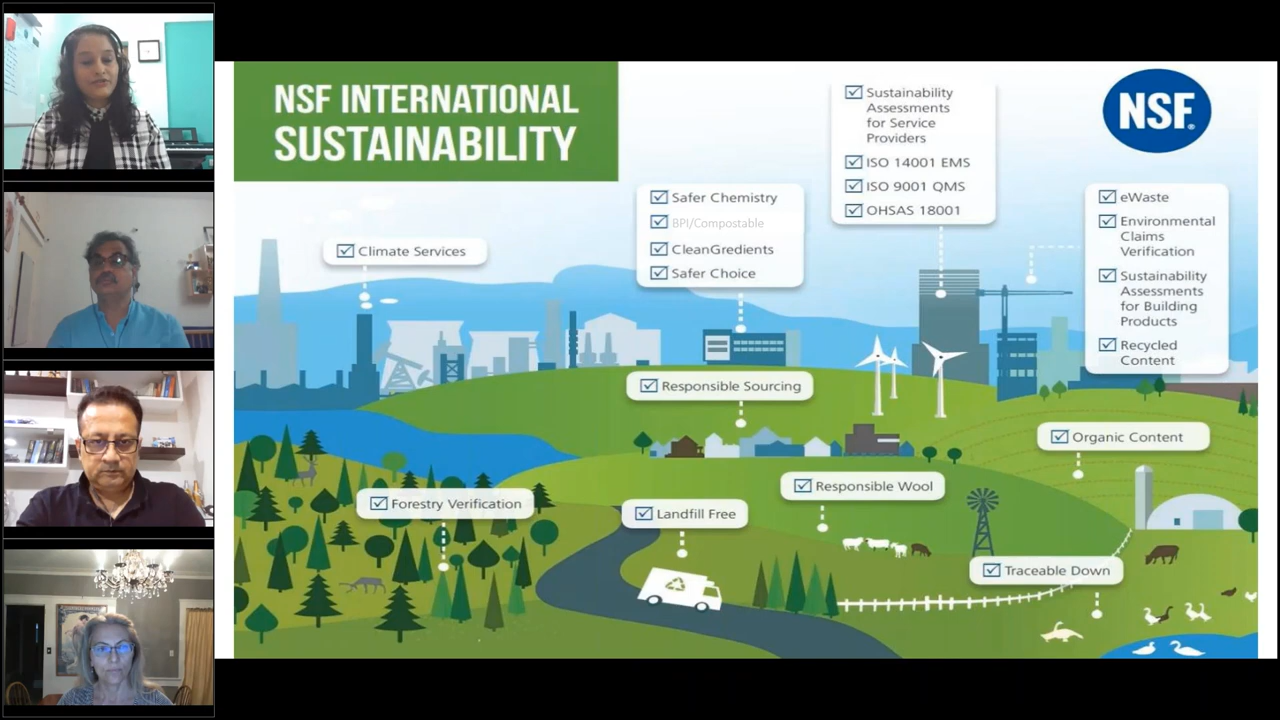 NSF INTERNATIONAL
SUSTAINABILITY
Climate Services
Safer Chemistry
BPI/Compostable
CleanGredients
Safer Choice
Sustainability
Assessments
for Service
Providers
ISO 14001 EMS
ISO 9001 QMS
OHSAS 18001
NSF®
eWaste
Environmental
Claims
Verification
Sustainability
Assessments
for Building
Products
Recycled
Content
Responsible Sourcing
Organic Content
Responsible Wool
Forestry Verification
Landfill Free
Traceable Down